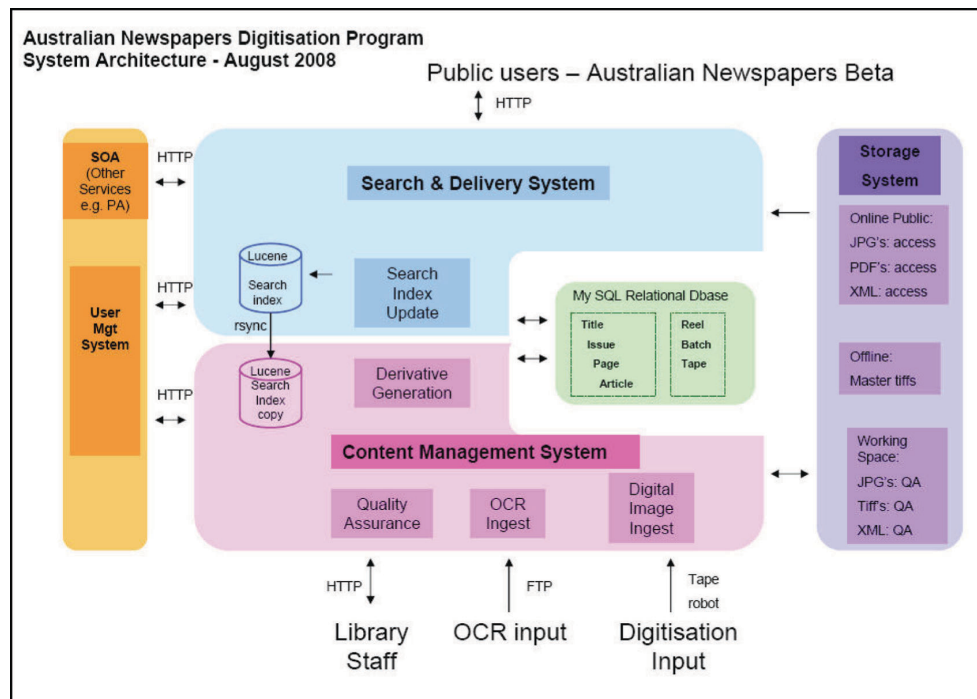 Australian Newspapers Digitisation Program
System Architecture - August 2008
Public users – Australian Newspapers Beta
HTTP
SOA
(Other
Services
e.g. PA)
HTTP
Search & Delivery System
Storage
System
Online Public:
JPG's: access
PDF's: access
XML: access
Lucene
Search
index
Search
Index
Update
User
Mgt
System
HTTP
rsync
My SQL Relational Dbase
Title
Issue
Page
Article
Reel
Batch
Tape
Lucene
Search
Index
copy
Derivative
Generation
HTTP
Offline:
Master tiffs
Content Management System
Working
Space:
JPG's: QA
Tiff's: QA
XML: QA
Quality
Assurance
OCR
Ingest
Digital
Image
Ingest
HTTP
FTP
Tape
robot
Library
Staff
OCR input
Digitisation
Input